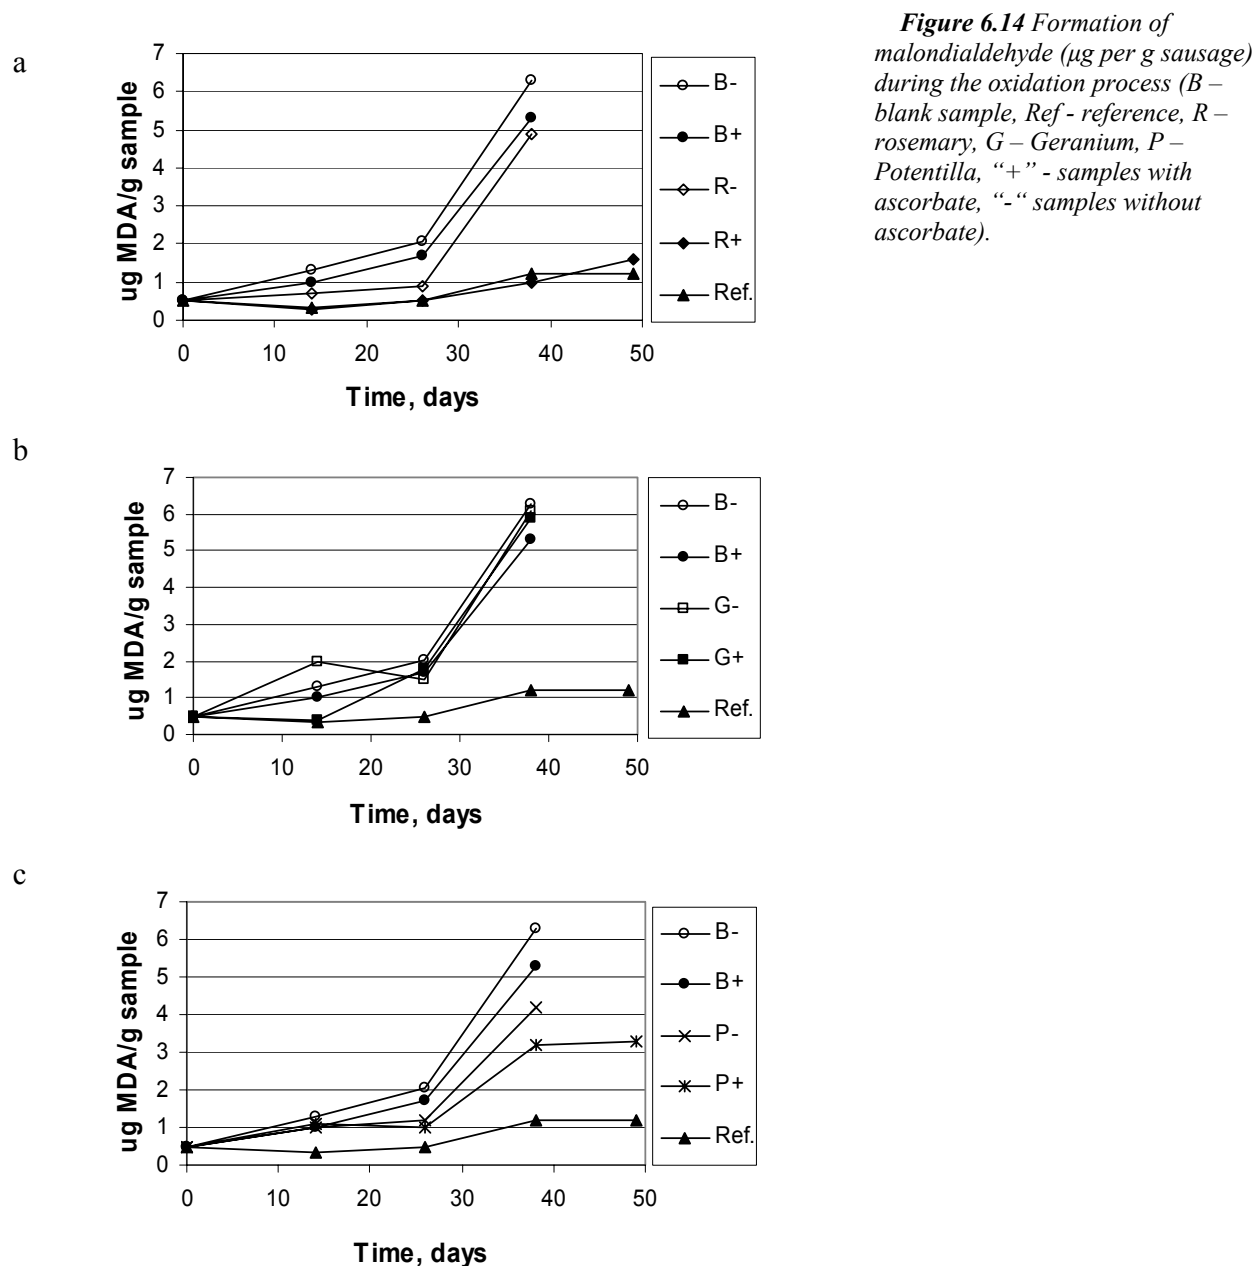 Figure 6.14 Formation of
malondialdehyde (µg per g sausage)
during the oxidation process (B –
blank sample, Ref - reference, R –
rosemary, G – Geranium, P –
Potentilla, “+” - samples with
ascorbate, “-“ samples without
ascorbate).
a
ug MDA/g sample
7
6
5
4
3
2
1
0
0 10 20 30 40 50
Time, days
B-
B+
R-
R+
Ref.
b
ug MDA/g sample
7
6
5
4
3
2
1
0
0 10 20 30 40 50
Time, days
B-
B+
G-
G+
Ref.
c
ug MDA/g sample
7
6
5
4
3
2
1
0
0 10 20 30 40 50
Time, days
B-
B+
P-
P+
Ref.